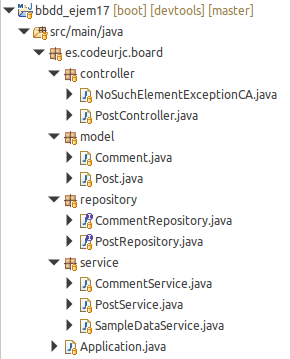 bbdd_ejem17 [boot] [devtools] [master]
src/main/java
es.codeurjc.board
controller
NoSuchElementExceptionCA.java
PostController.java
model
Comment.java
Post.java
repository
CommentRepository.java
PostRepository.java
service
CommentService.java
PostService.java
SampleDataService.java
Application.java